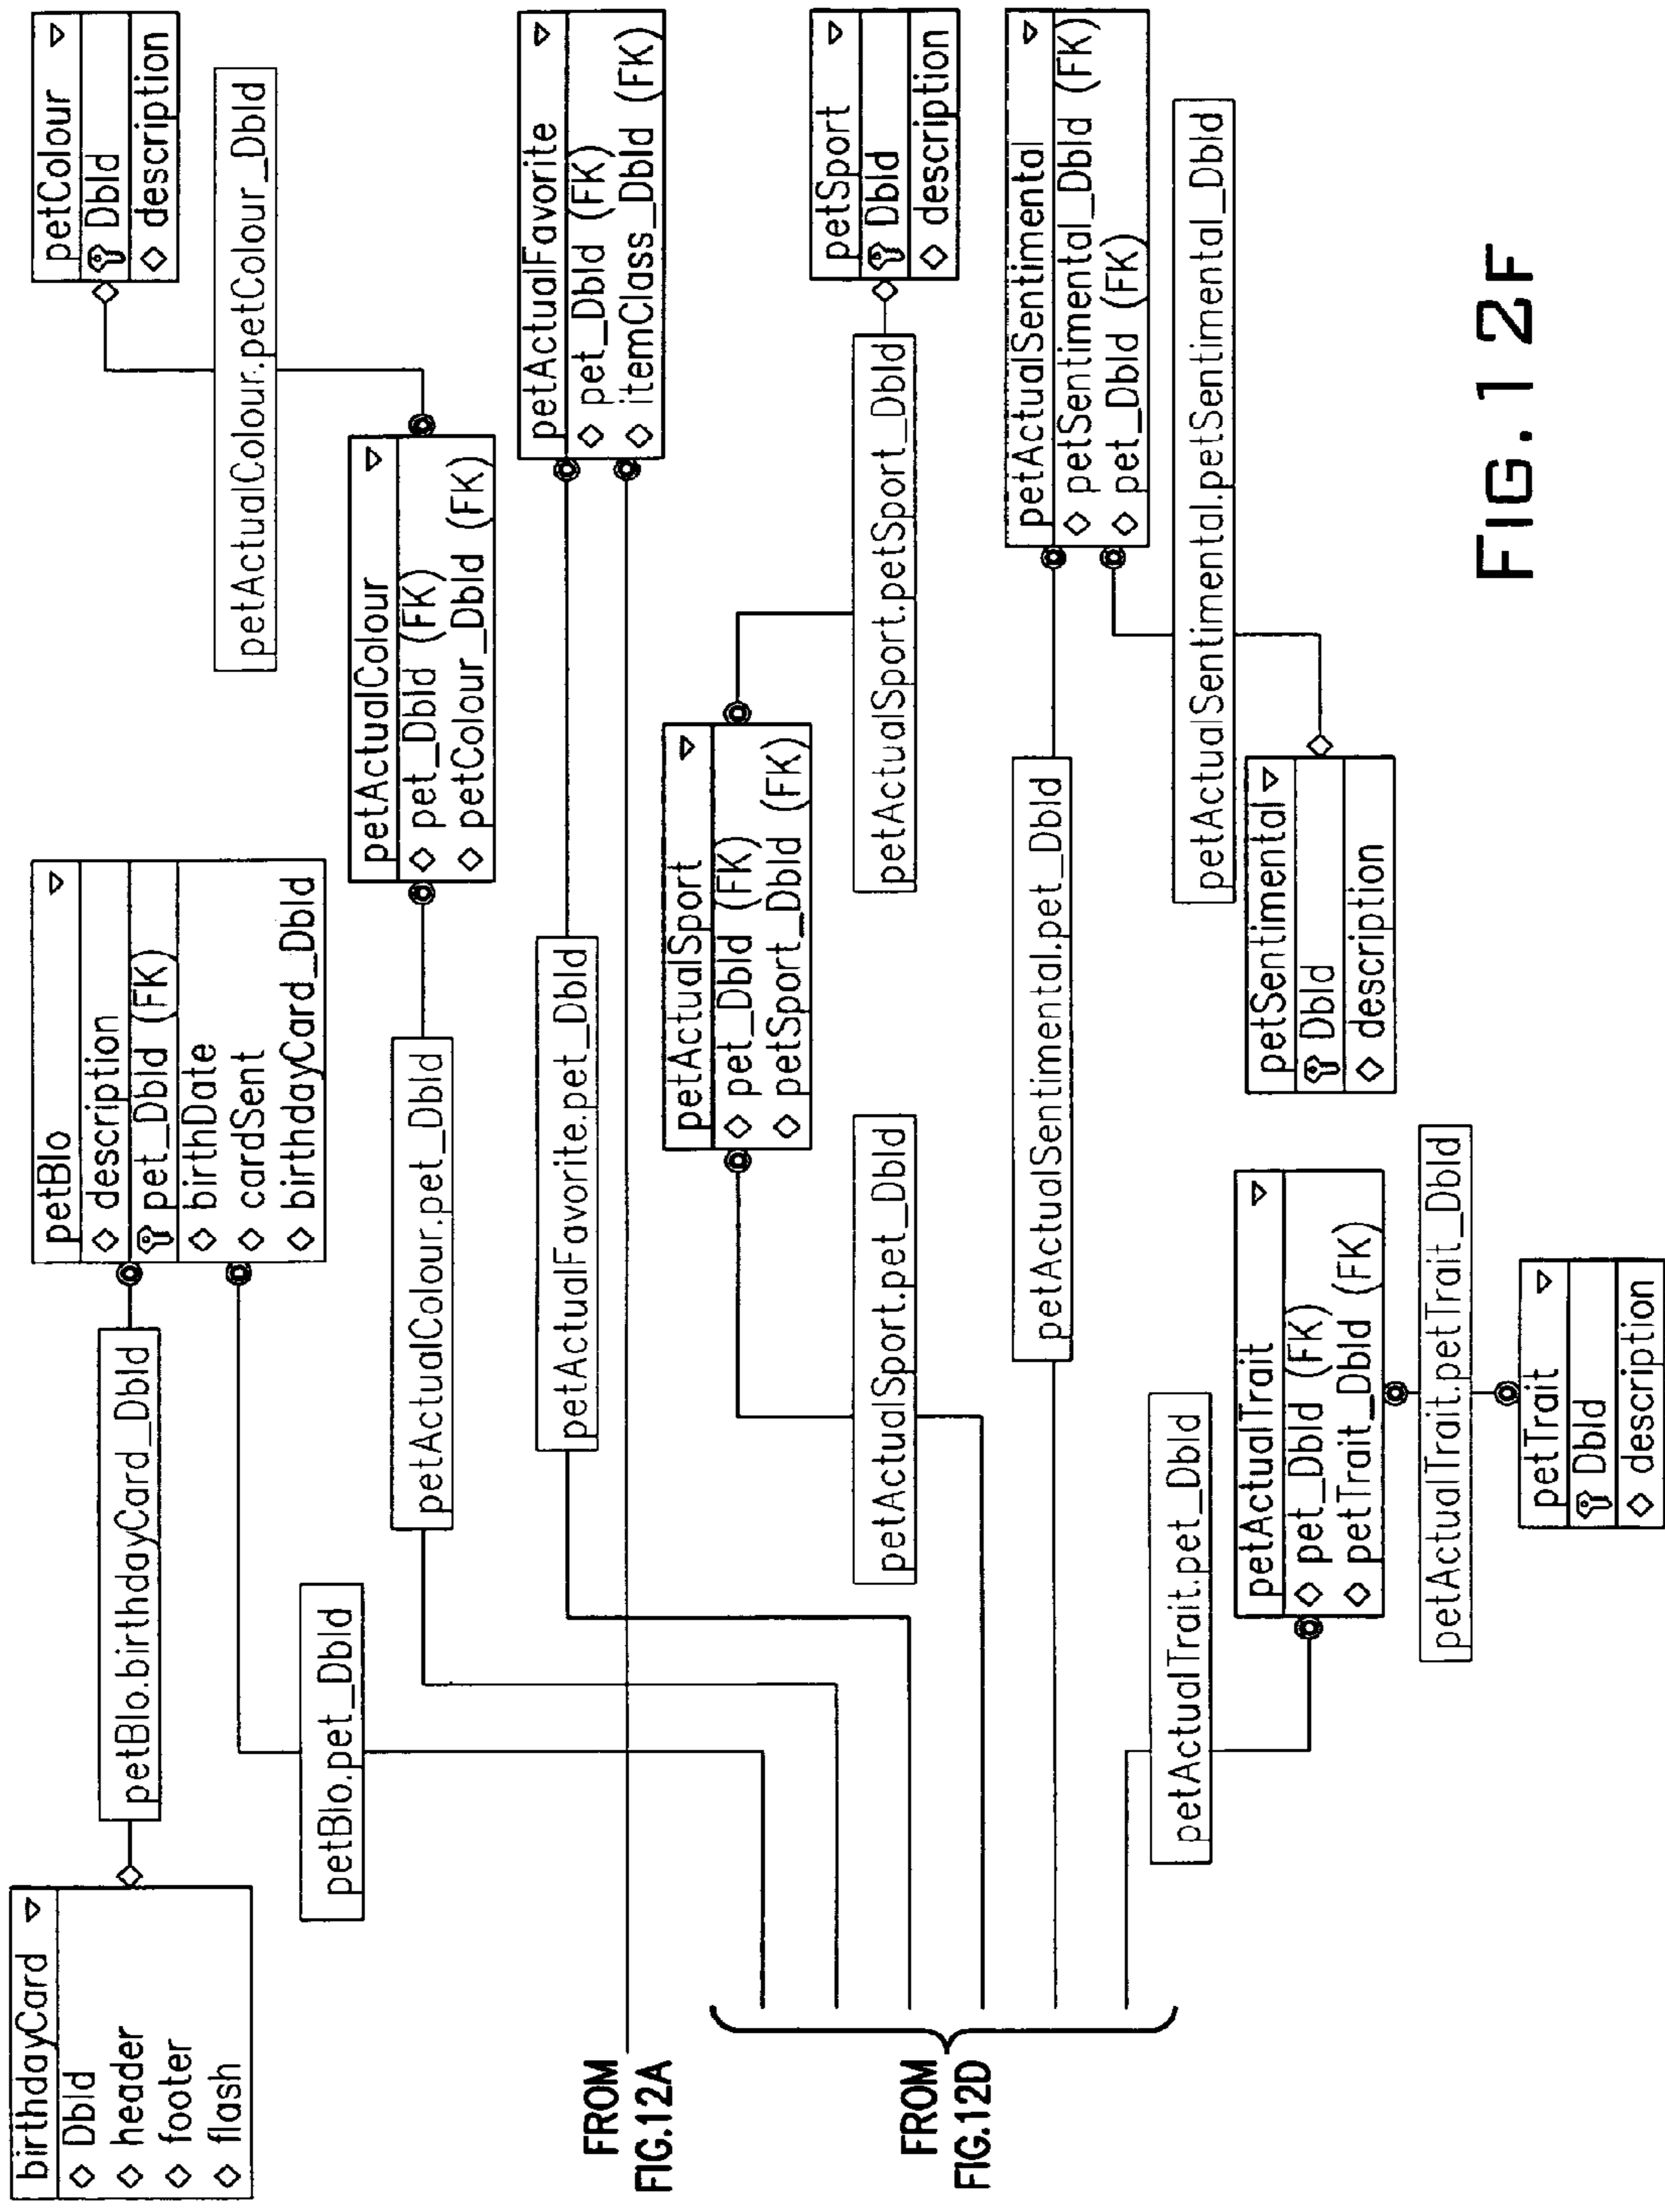 birthdayCard
DbId
header
footer
flash
petBIo.birthdayCard_DbId
petBIo
description
pet_DbId (FK)
birthDate
cardSent
birthdayCard_DbId
petColour
DbId
description
petBIo.pet_DbId
petActualColour.petColour_DbId
petActualColour.pet_DbId
petActualColour
pet_DbId (FK)
petColour_DbId (FK)
petActualFavorite.pet_DbId
petActualFavorite
pet_DbId (FK)
itemClass_DbId (FK)
FROM
FIG.12A
petActualSport
pet_DbId (FK)
petSport_DbId (FK)
petSport
DbId
description
petActualSport.pet_DbId
petActualSport.petSport_DbId
FROM
FIG.12D
petActualSentimental.pet_DbId
petActualSentimental
petSentimental_DbId (FK)
pet_DbId (FK)
petActualTrait.pet_DbId
petActualSentimental.petSentimental_DbId
petActualTrait
pet_DbId (FK)
petTrait_DbId (FK)
petSentimental
DbId
description
petActualTrait.petTrait_DbId
petTrait
DbId
description
FIG. 12F